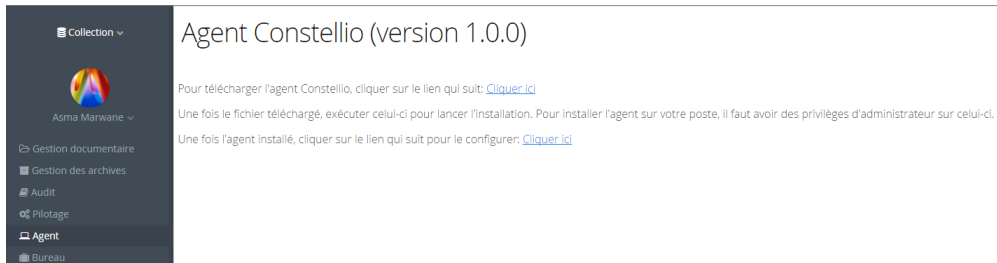 Collection
Agent Constellio (version 1.0.0)
Asma Marwane
Pour télécharger l'agent Constellio, cliquer sur le lien qui suit: Cliquer ici
Une fois le fichier téléchargé, exécuter celui-ci pour lancer l'installation. Pour installer l'agent sur votre poste, il faut avoir des privilèges d'administrateur sur celui-ci.
Une fois l'agent installé, cliquer sur le lien qui suit pour le configurer: Cliquer ici
Gestion documentaire
Gestion des archives
Audit
Pilotage
Agent
Bureau